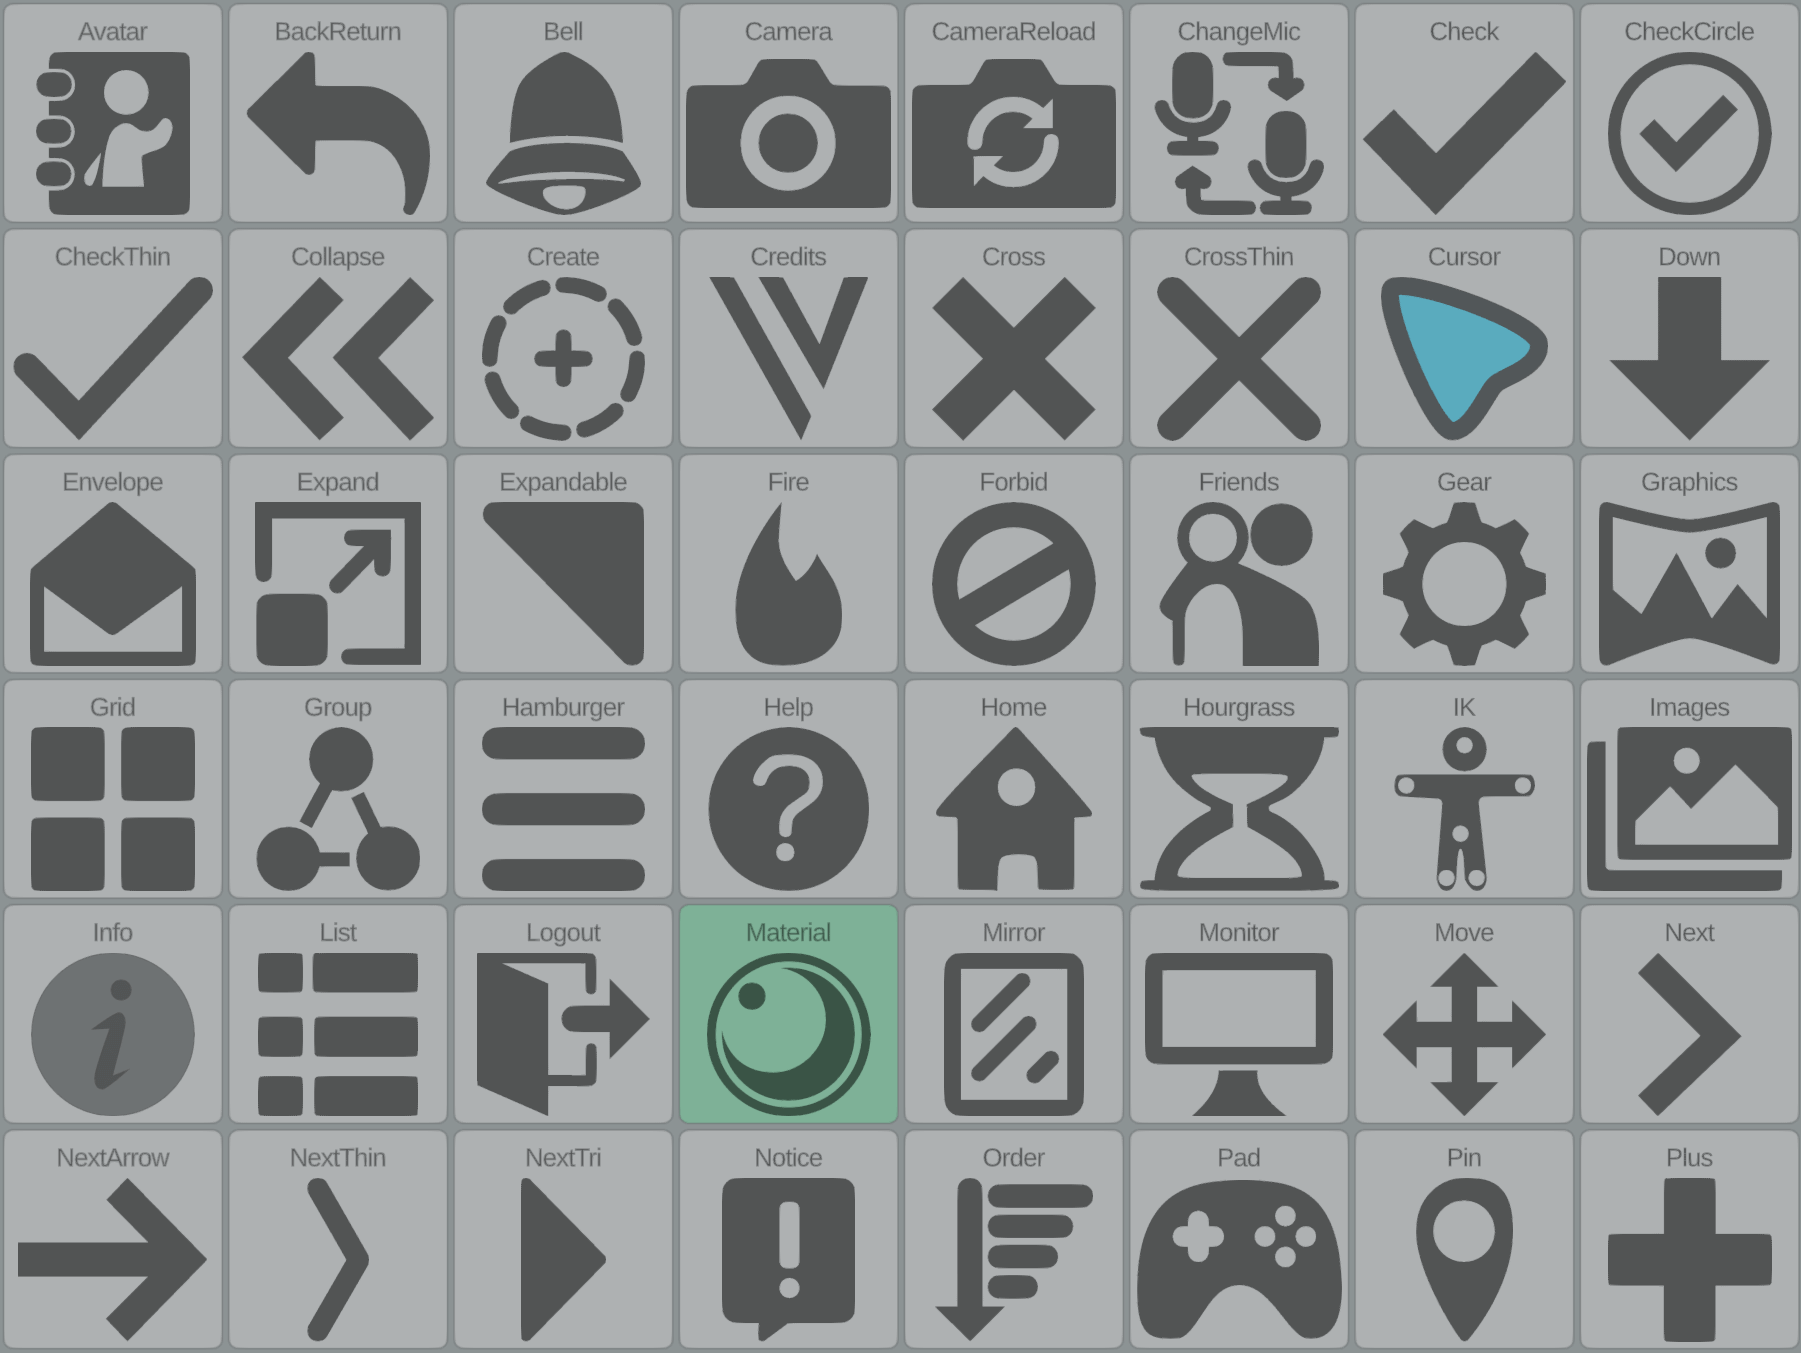 Avatar
BackReturn
Bell
Camera
CameraReload
ChangeMic
Check
CheckCircle
CheckThin
Collapse
Create
Credits
Cross
CrossThin
Cursor
Down
Envelope
Expand
Expandable
Fire
Forbid
Friends
Gear
Graphics
Grid
Group
Hamburger
Help
Home
Hourgrass
IK
Images
Info
List
Logout
Material
Mirror
Monitor
Move
Next
NextArrow
NextThin
NextTri
Notice
Order
Pad
Pin
Plus